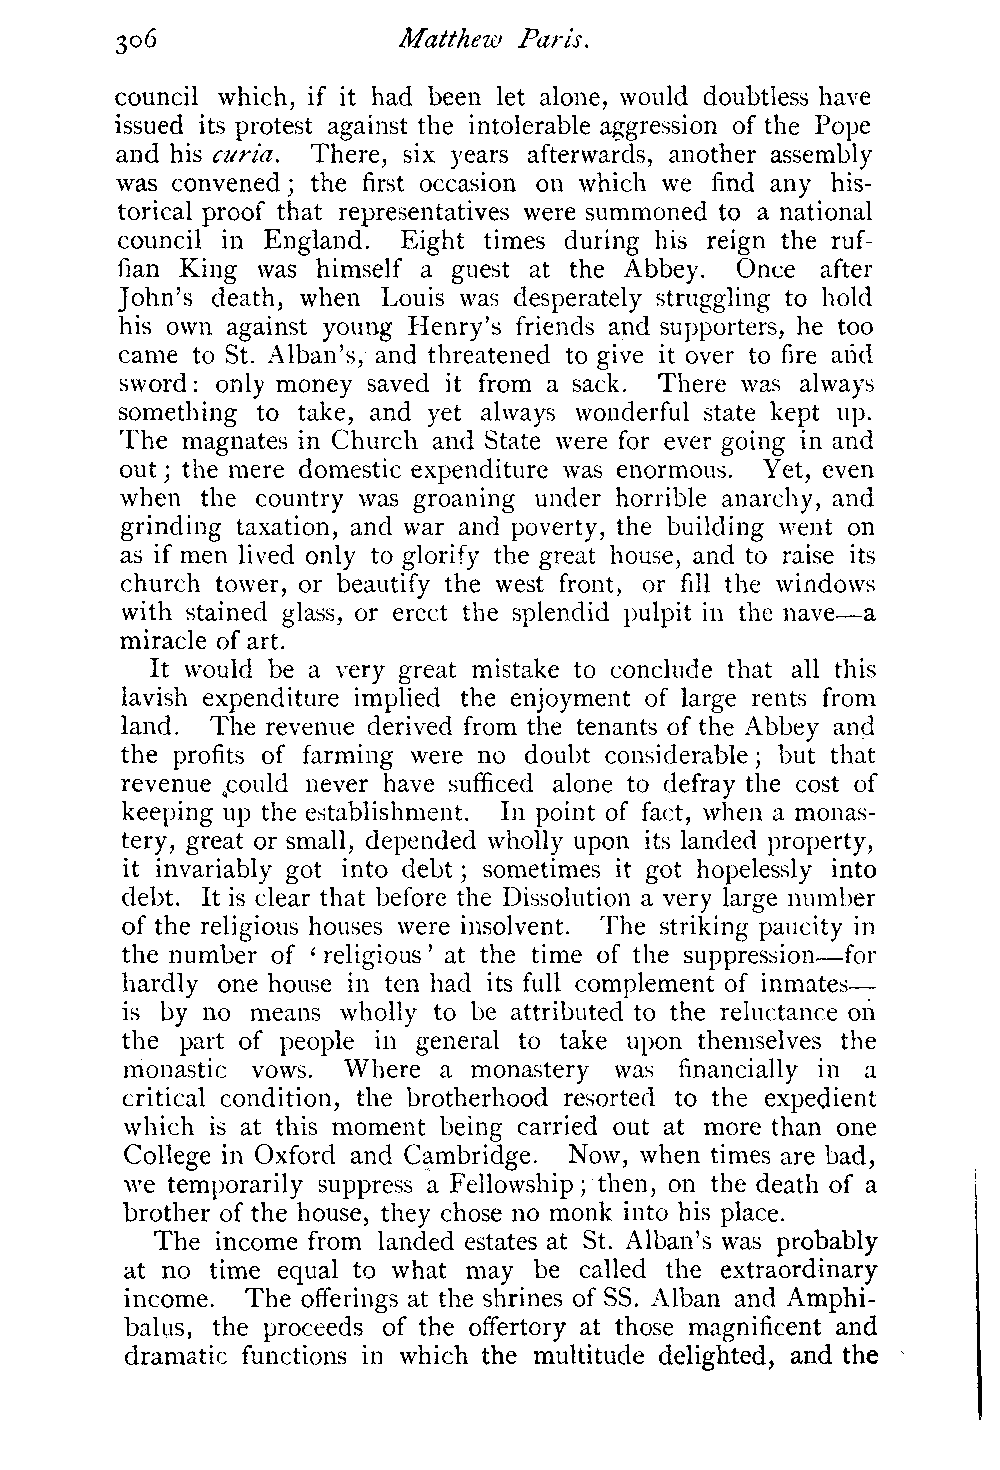 306 Matthew Paris.
council which, if it had been let alone, would doubtless have
issued its protest against the intolerable aggression of the Pope
and his curia. There, six years afterwards, another assembly
was convened; the first occasion on which we find any his-
torical proof that representatives were summoned to a national
council in England. Eight times during his reign the ruf-
fian King was himself a guest at the Abbey. Once after
John's death, when Louis was desperately struggling to hold
his own against young Henry's friends and supporters, he too
came to St. Alban's, and threatened to give it over to fire and
sword: only money saved it from a sack. There was always
something to take, and yet always wonderful state kept up.
The magnates in Church and State were for ever going in and
out; the mere domestic expenditure was enormous. Yet, even
when the country was groaning under horrible anarchy, and
grinding taxation, and war and poverty, the building went on
as if men lived only to glorify the great house, and to raise its
church tower, or beautify the west front, or fill the windows
with stained glass, or erect the splendid pulpit in the nave—a
miracle of art.
It would be a very great mistake to conclude that all this
lavish expenditure implied the enjoyment of large rents from
land. The revenue derived from the tenants of the Abbey and
the profits of farming were no doubt considerable; but that
revenue could never have sufficed alone to defray the cost of
keeping up the establishment. In point of fact, when a monas-
tery, great or small, depended wholly upon its landed property,
it invariably got into debt; sometimes it got hopelessly into
debt. It is clear that before the Dissolution a very large number
of the religious houses were insolvent. The striking paucity in
the number of 'religious' at the time of the suppression—for
hardly one house in ten had its full complement of inmates—
is by no means wholly to be attributed to the reluctance on
the part of people in general to take upon themselves the
monastic vows. Where a monastery was financially in a
critical condition, the brotherhood resorted to the expedient
which is at this moment being carried out at more than one
College in Oxford and Cambridge. Now, when times are bad,
we temporarily suppress a Fellowship; then, on the death of a
brother of the house, they chose no monk into his place.
The income from landed estates at St. Alban's was probably
at no time equal to what may be called the extraordinary
income. The offerings at the shrines of SS. Alban and Amphi-
balus, the proceeds of the offertory at those magnificent and
dramatic functions in which the multitude delighted, and the